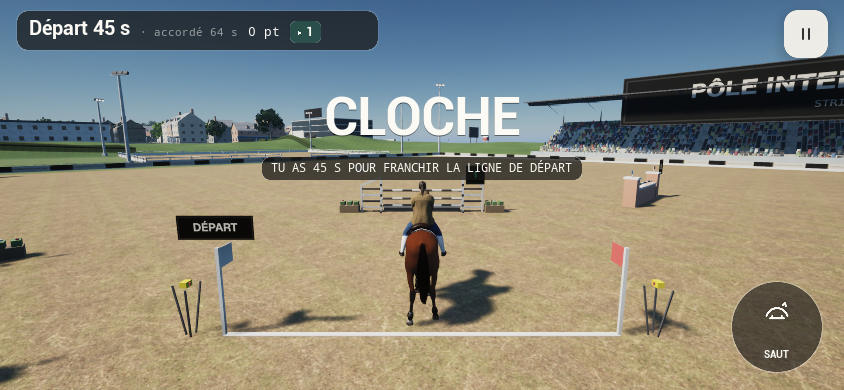 Départ 45 s · accordé 64 s 0 pt ▸ 1
CLOCHE
TU AS 45 S POUR FRANCHIR LA LIGNE DE DÉPART
PÔLE INTER
STRI
DÉPART
SAUT